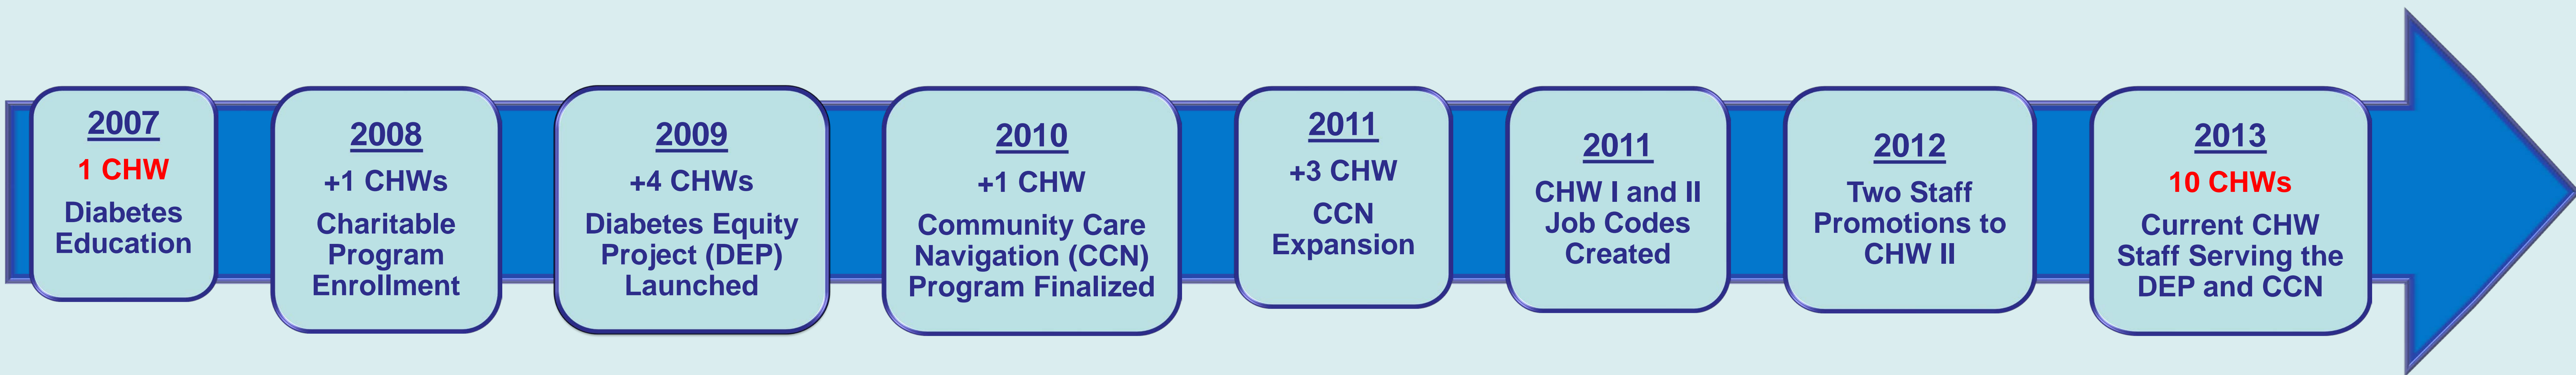 2007
1 CHW
Diabetes
Education
2008
+1 CHWs
Charitable
Program
Enrollment
2009
+4 CHWs
Diabetes Equity
Project (DEP)
Launched
2010
+1 CHW
Community Care
Navigation (CCN)
Program Finalized
2011
+3 CHW
CCN
Expansion
2011
CHW I and II
Job Codes
Created
2012
Two Staff
Promotions to
CHW II
2013
10 CHWs
Current CHW
Staff Serving the
DEP and CCN